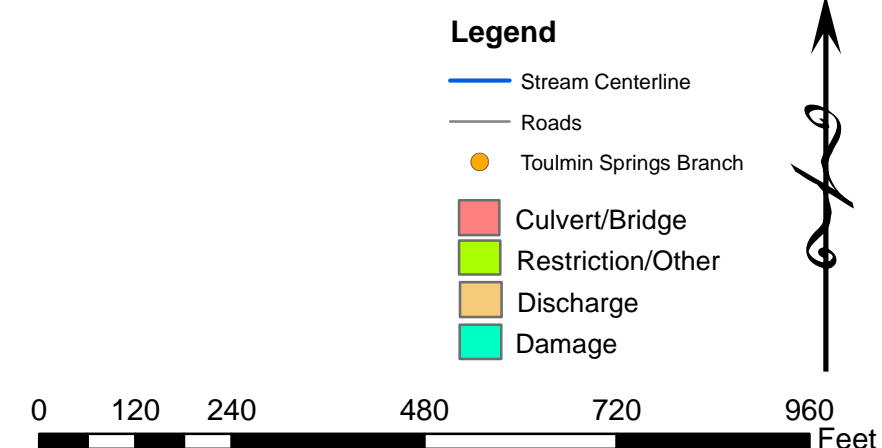 Legend
Stream Centerline
Roads
Toulmin Springs Branch
Culvert/Bridge
Restriction/Other
Discharge
Damage
0 120 240 480 720 960
Feet